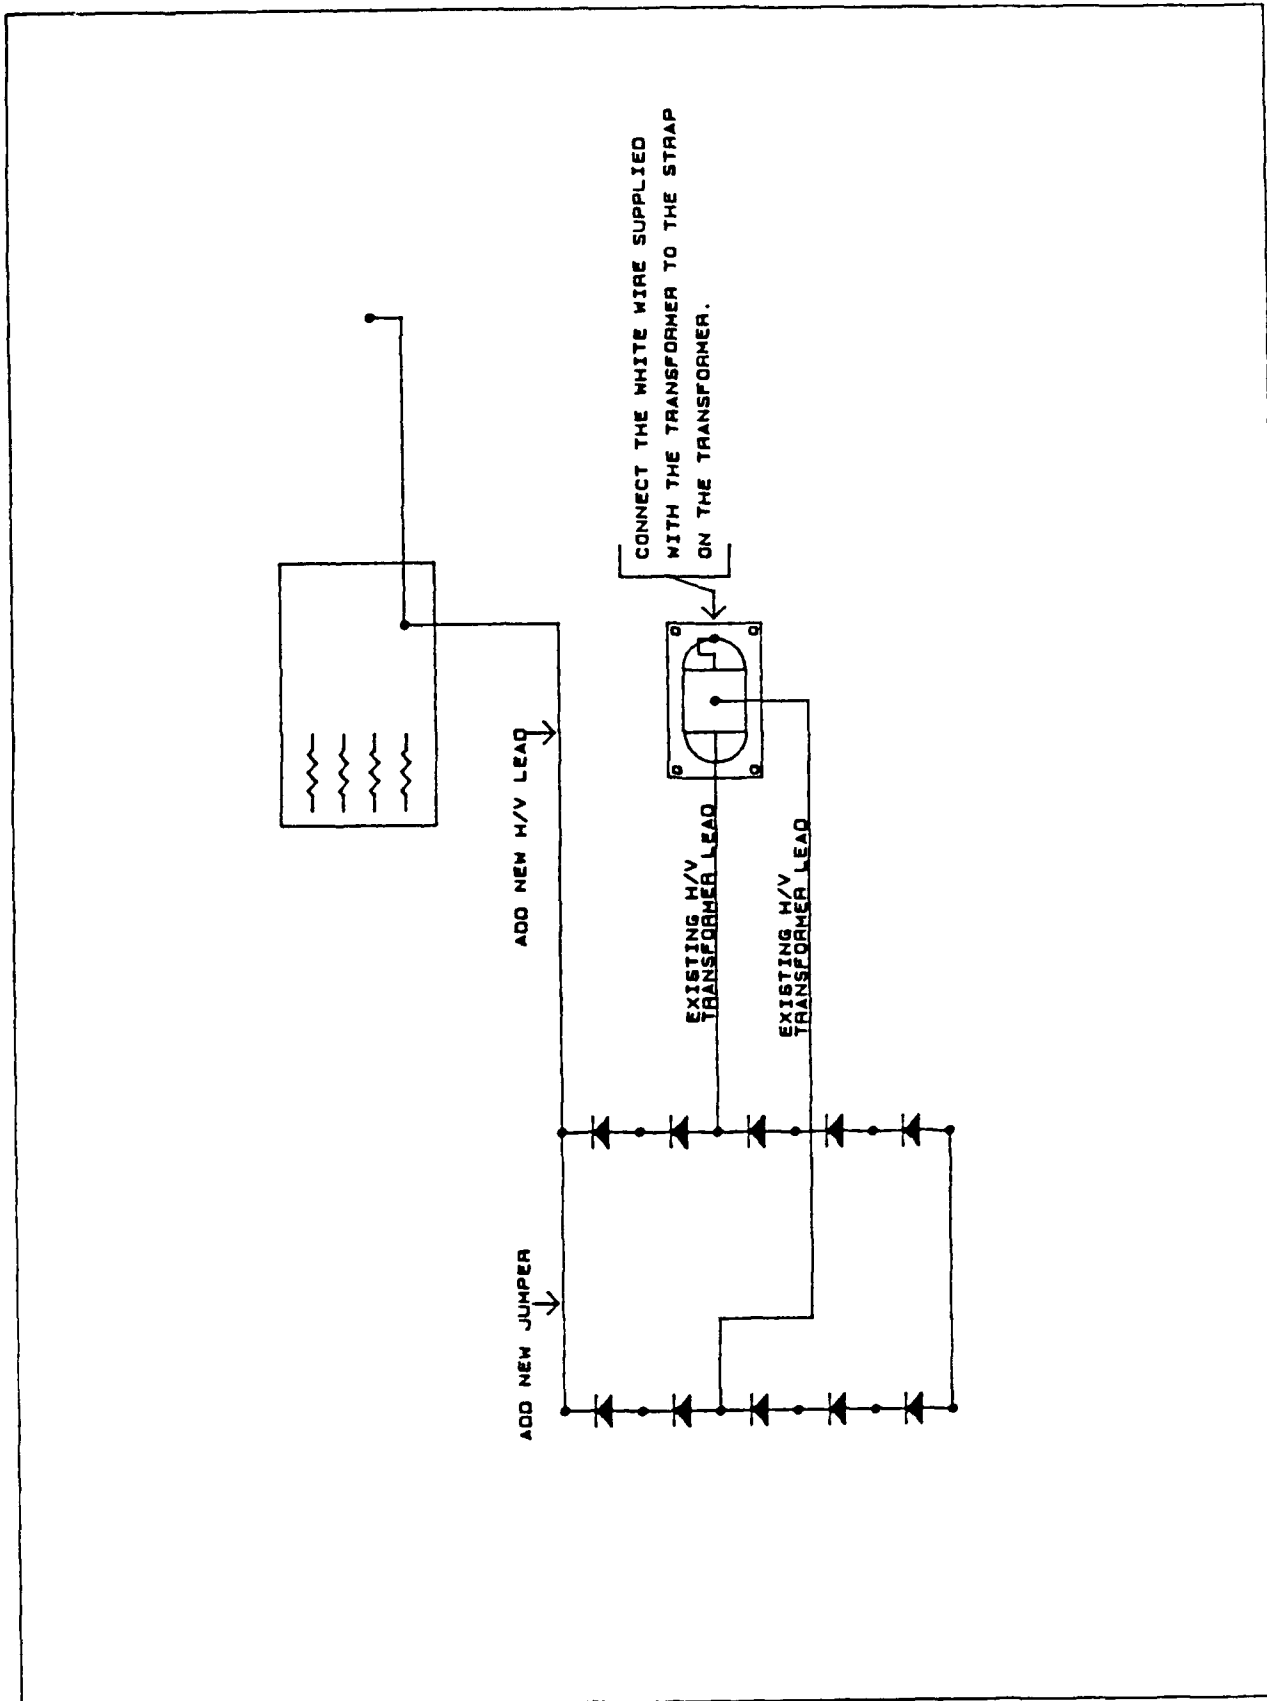 ADD NEW JUMPER
ADD NEW H/V LEAD
CONNECT THE WHITE WIRE SUPPLIED
WITH THE TRANSFORMER TO THE STRAP
ON THE TRANSFORMER.
EXISTING H/V
TRANSFORMER LEAD
EXISTING H/V
TRANSFORMER LEAD